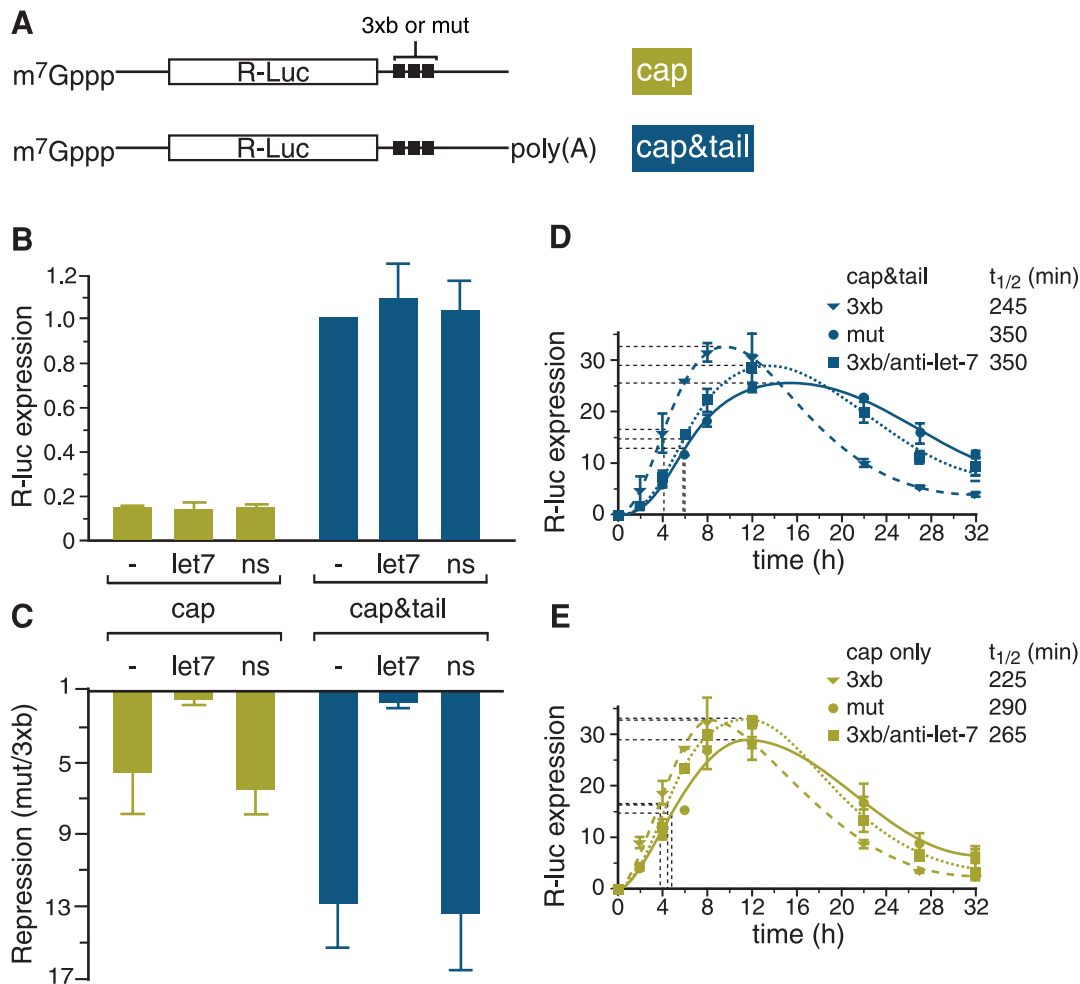 A
3xb or mut
m⁷Gppp R-Luc cap
m⁷Gppp R-Luc poly(A) cap&tail
B
R-luc expression
1.2
1.0
0.8
0.6
0.4
0.2
0
- let7 ns - let7 ns
cap cap&tail
C
- let7 ns - let7 ns
Repression (mut/3xb)
1
5
9
13
17
D
cap&tail t1/2 (min)
3xb 245
mut 350
3xb/anti-let-7 350
R-luc expression
30
20
10
0
0 4 8 12 16 22 28 32
time (h)
E
cap only t1/2 (min)
3xb 225
mut 290
3xb/anti-let-7 265
R-luc expression
30
20
10
0
0 4 8 12 16 22 28 32
time (h)